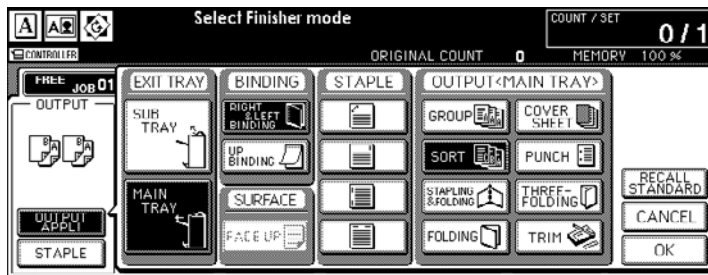 A A
Select Finisher mode
COUNT / SET
0/1
CONTROLLER
ORIGINAL COUNT 0 MEMORY 100 %
FREE JOB 01
OUTPUT
OUTPUT APPLI
STAPLE
EXIT TRAY
SUB TRAY
MAIN TRAY
BINDING
RIGHT &LEFT BINDING
UP BINDING
SURFACE
FACE UP
STAPLE
OUTPUT<MAIN TRAY>
GROUP
COVER SHEET
SORT
PUNCH
STAPLING &FOLDING
THREE-FOLDING
FOLDING
TRIM
RECALL STANDARD
CANCEL
OK